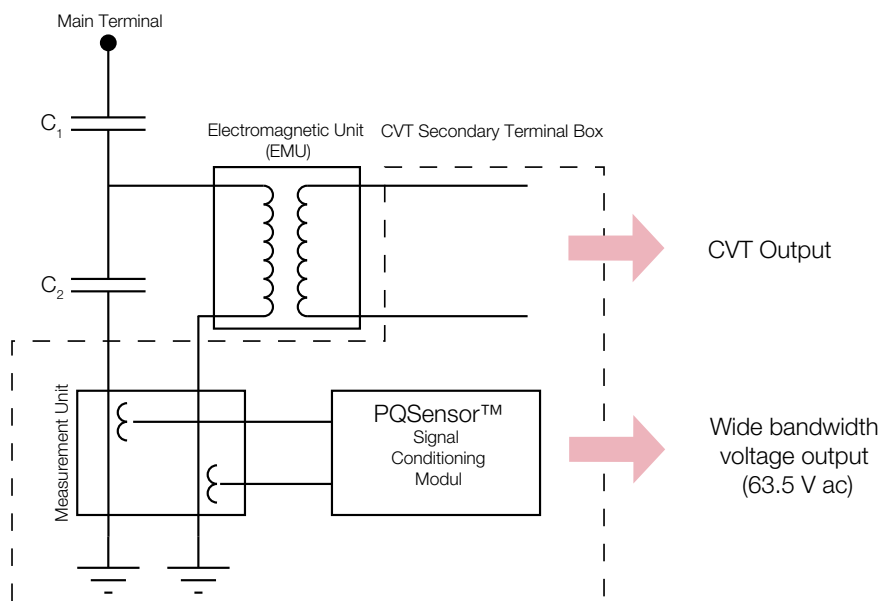 Main Terminal
C1
Electromagnetic Unit
(EMU)
CVT Secondary Terminal Box
CVT Output
C2
Measurement Unit
PQSensor™
Signal
Conditioning
Modul
Wide bandwidth
voltage output
(63.5 V ac)